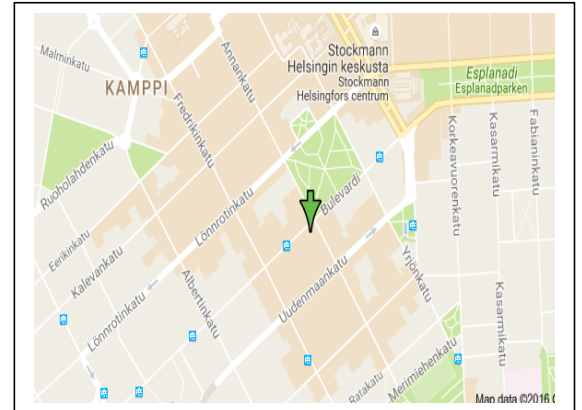 Malminkatu
Annankatu
Stockmann
Helsingin keskusta
Stockmann
Helsingfors centrum
Esplanadi
Esplanadparken
KAMPPI
Fredrikinkatu
Ruoholahdenkatu
Korkeavuorenkatu
Kasarmikatu
Fabianinkatu
Bulevardi
Lönnrotinkatu
Eerikinkatu
Kalevankatu
Albertinkatu
Uudenmaankatu
Yrjönkatu
Lönnrotinkatu
Kasarmikatu
Ratakatu
Merimiehenkatu
Map data ©2016 G